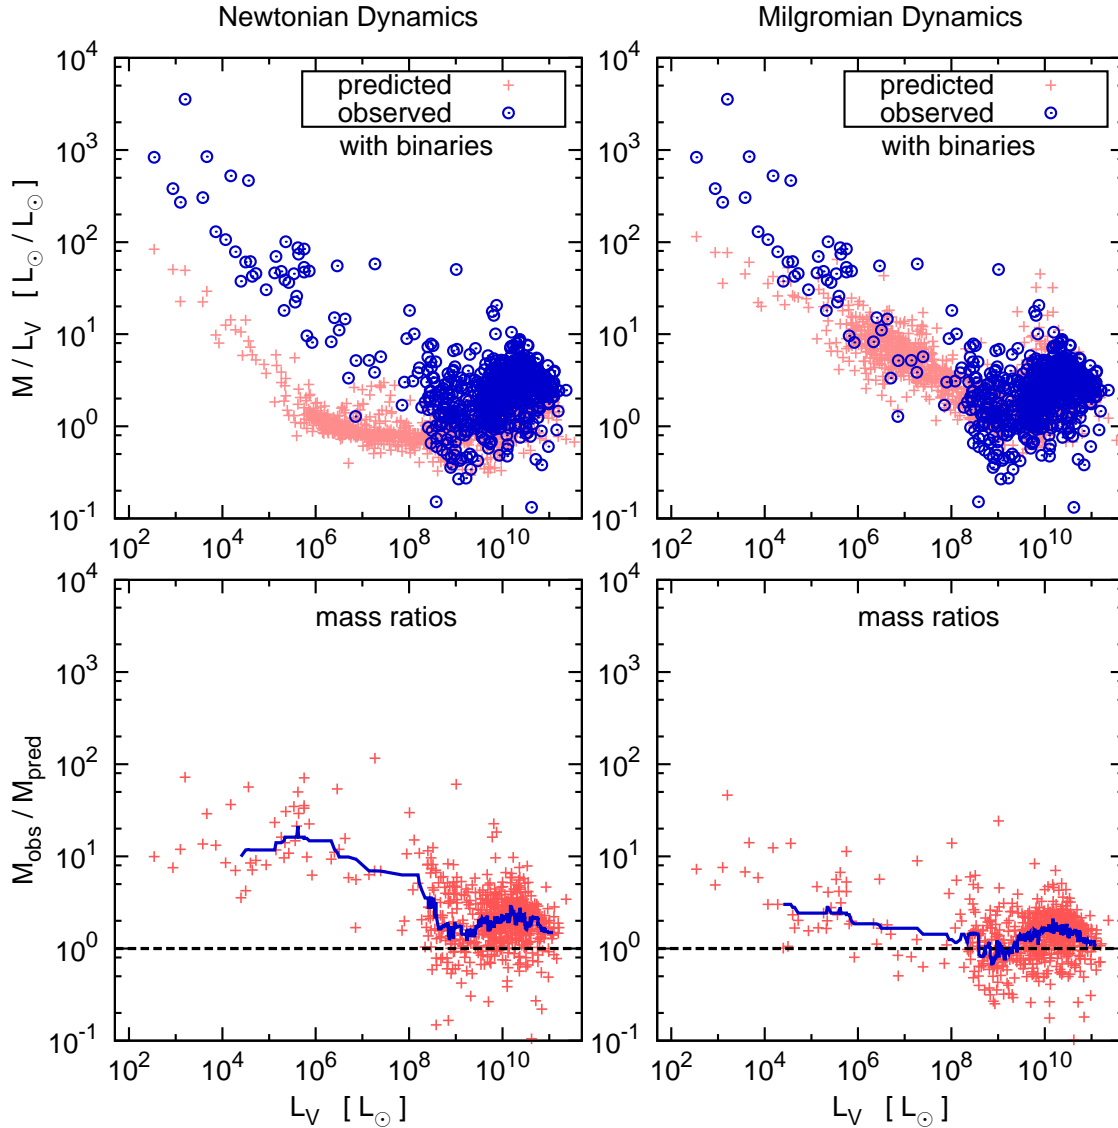 Newtonian Dynamics
Milgromian Dynamics
predicted
observed
with binaries
predicted
observed
with binaries
M / L_V [ L_⊙ / L_⊙ ]
10^4
10^3
10^2
10^1
10^0
10^-1
10^4
10^3
10^2
10^1
10^0
10^-1
10^2 10^4 10^6 10^8 10^10
10^2 10^4 10^6 10^8 10^10
mass ratios
mass ratios
M_obs / M_pred
10^4
10^3
10^2
10^1
10^0
10^-1
10^4
10^3
10^2
10^1
10^0
10^-1
10^2 10^4 10^6 10^8 10^10
10^2 10^4 10^6 10^8 10^10
L_V [ L_⊙ ]
L_V [ L_⊙ ]